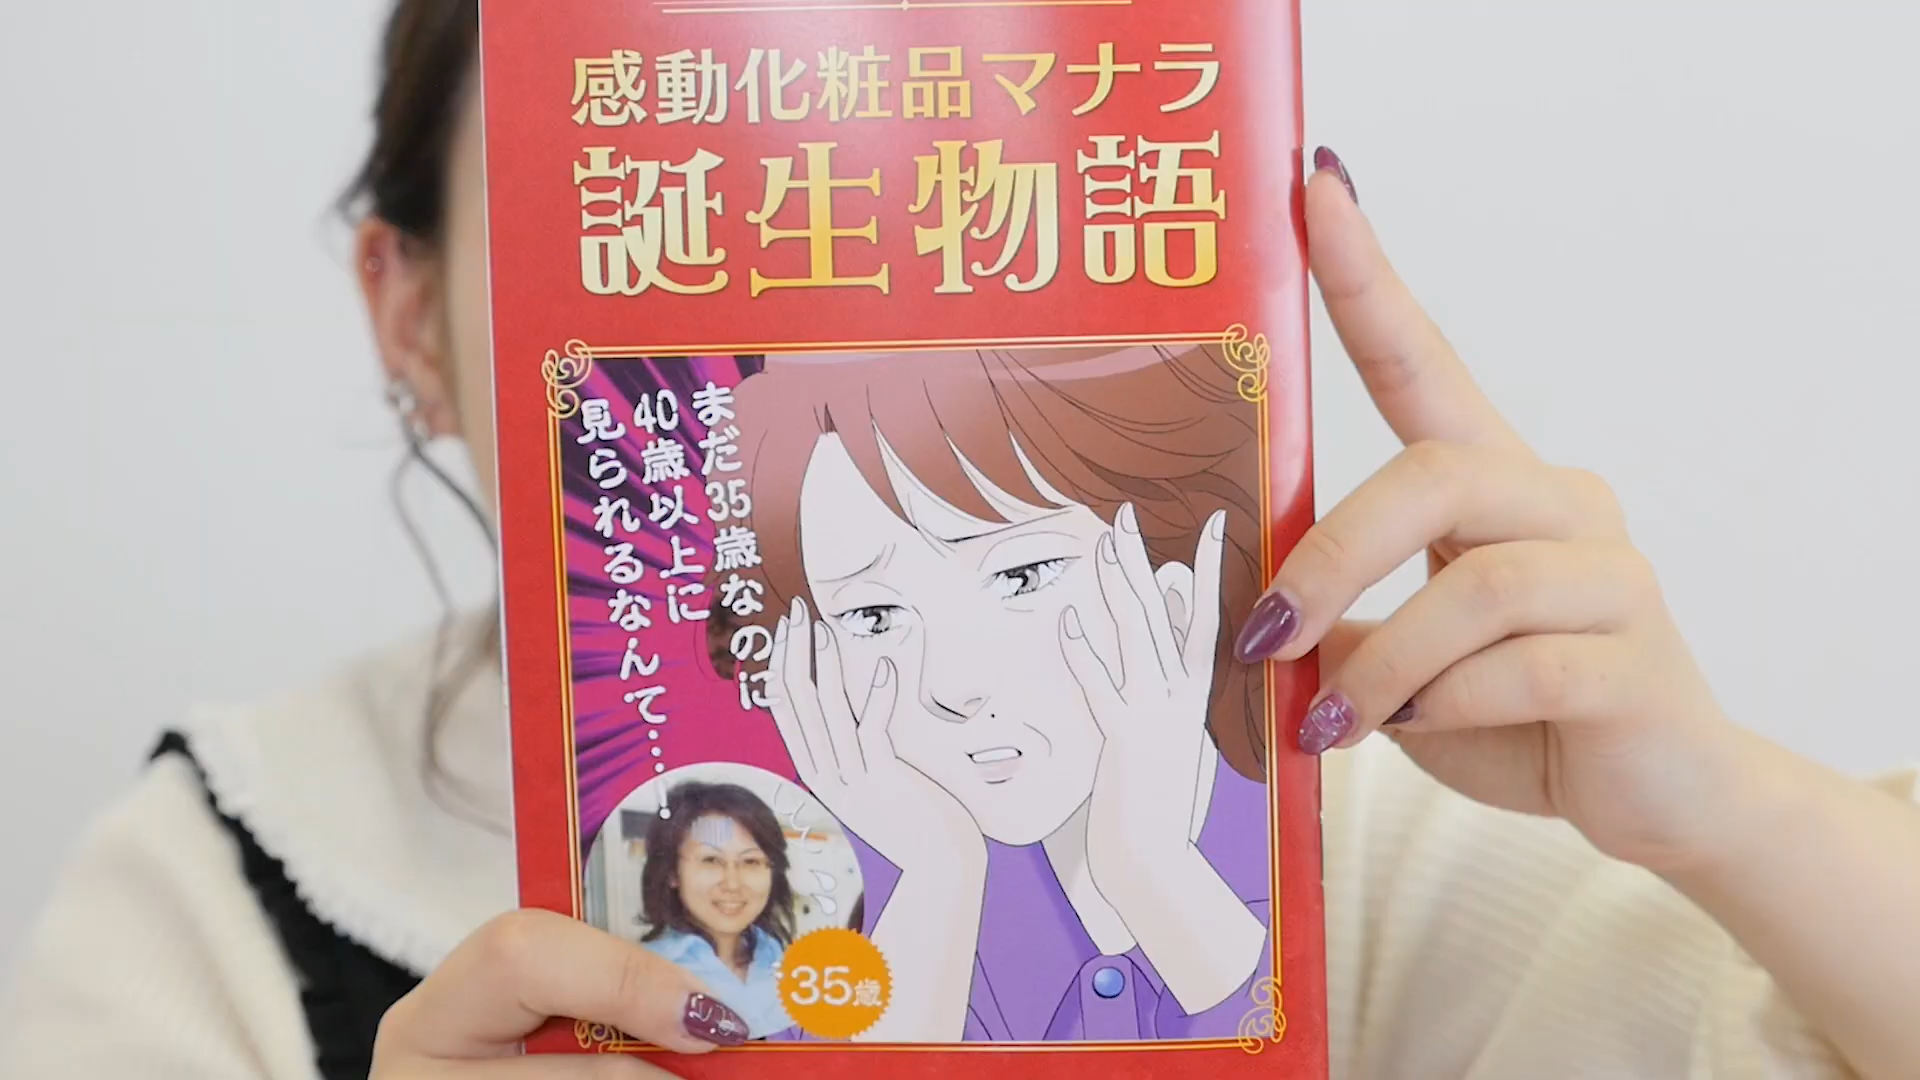 感動化粧品マナラ
誕生物語
まだ35歳なのに
40歳以上に
見られるなんて…！
35歳